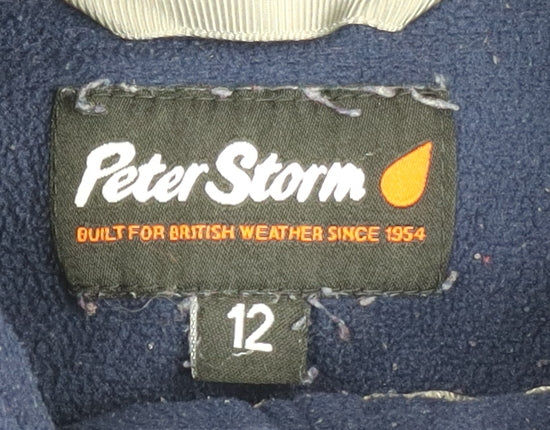 Peter Storm
BUILT FOR BRITISH WEATHER SINCE 1954
12